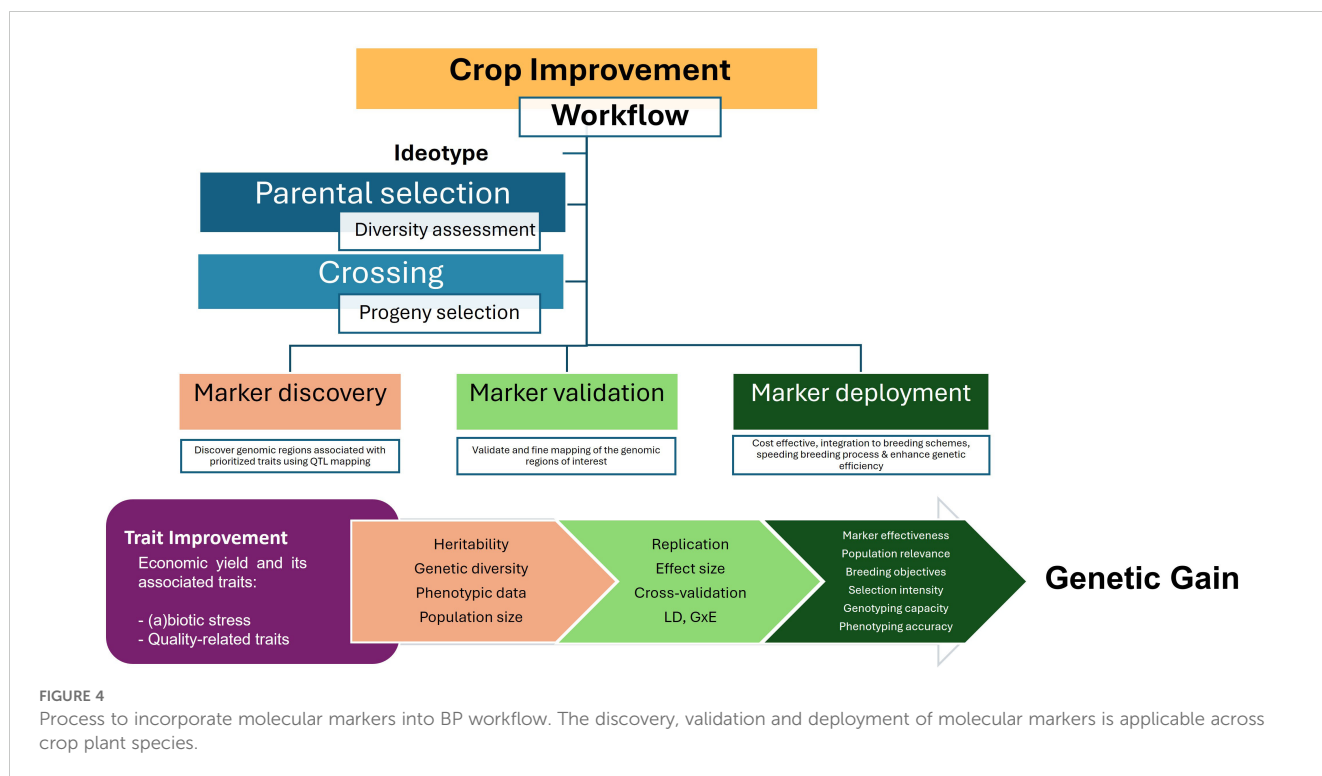 Crop Improvement
Workflow
Ideotype
Parental selection
Diversity assessment
Crossing
Progeny selection
Marker discovery
Discover genomic regions associated with
prioritized traits using QTL mapping
Marker validation
Validate and fine mapping of the genomic
regions of interest
Marker deployment
Cost effective, integration to breeding schemes,
speeding breeding process & enhance genetic
efficiency
Trait Improvement
Economic yield and its
associated traits:
- (a)biotic stress
- Quality-related traits
Heritability
Genetic diversity
Phenotypic data
Population size
Replication
Effect size
Cross-validation
LD, GxE
Marker effectiveness
Population relevance
Breeding objectives
Selection intensity
Genotyping capacity
Phenotyping accuracy
Genetic Gain
FIGURE 4
Process to incorporate molecular markers into BP workflow. The discovery, validation and deployment of molecular markers is applicable across
crop plant species.